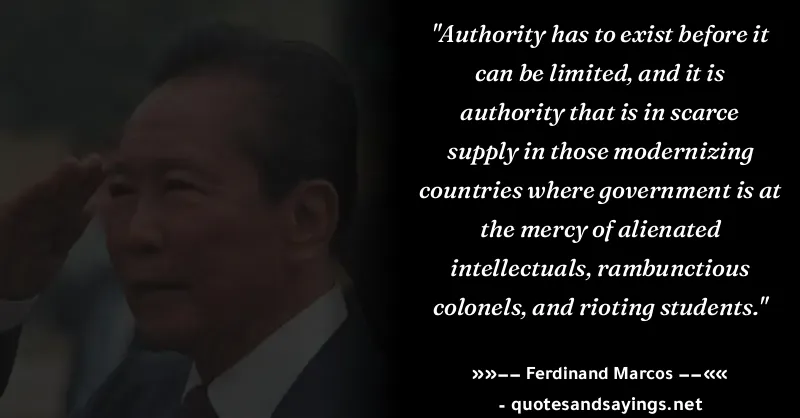 "Authority has to exist before it
can be limited, and it is
authority that is in scarce
supply in those modernizing
countries where government is at
the mercy of alienated
intellectuals, rambunctious
colonels, and rioting students."
»»–– Ferdinand Marcos ––««
- quotesandsayings.net